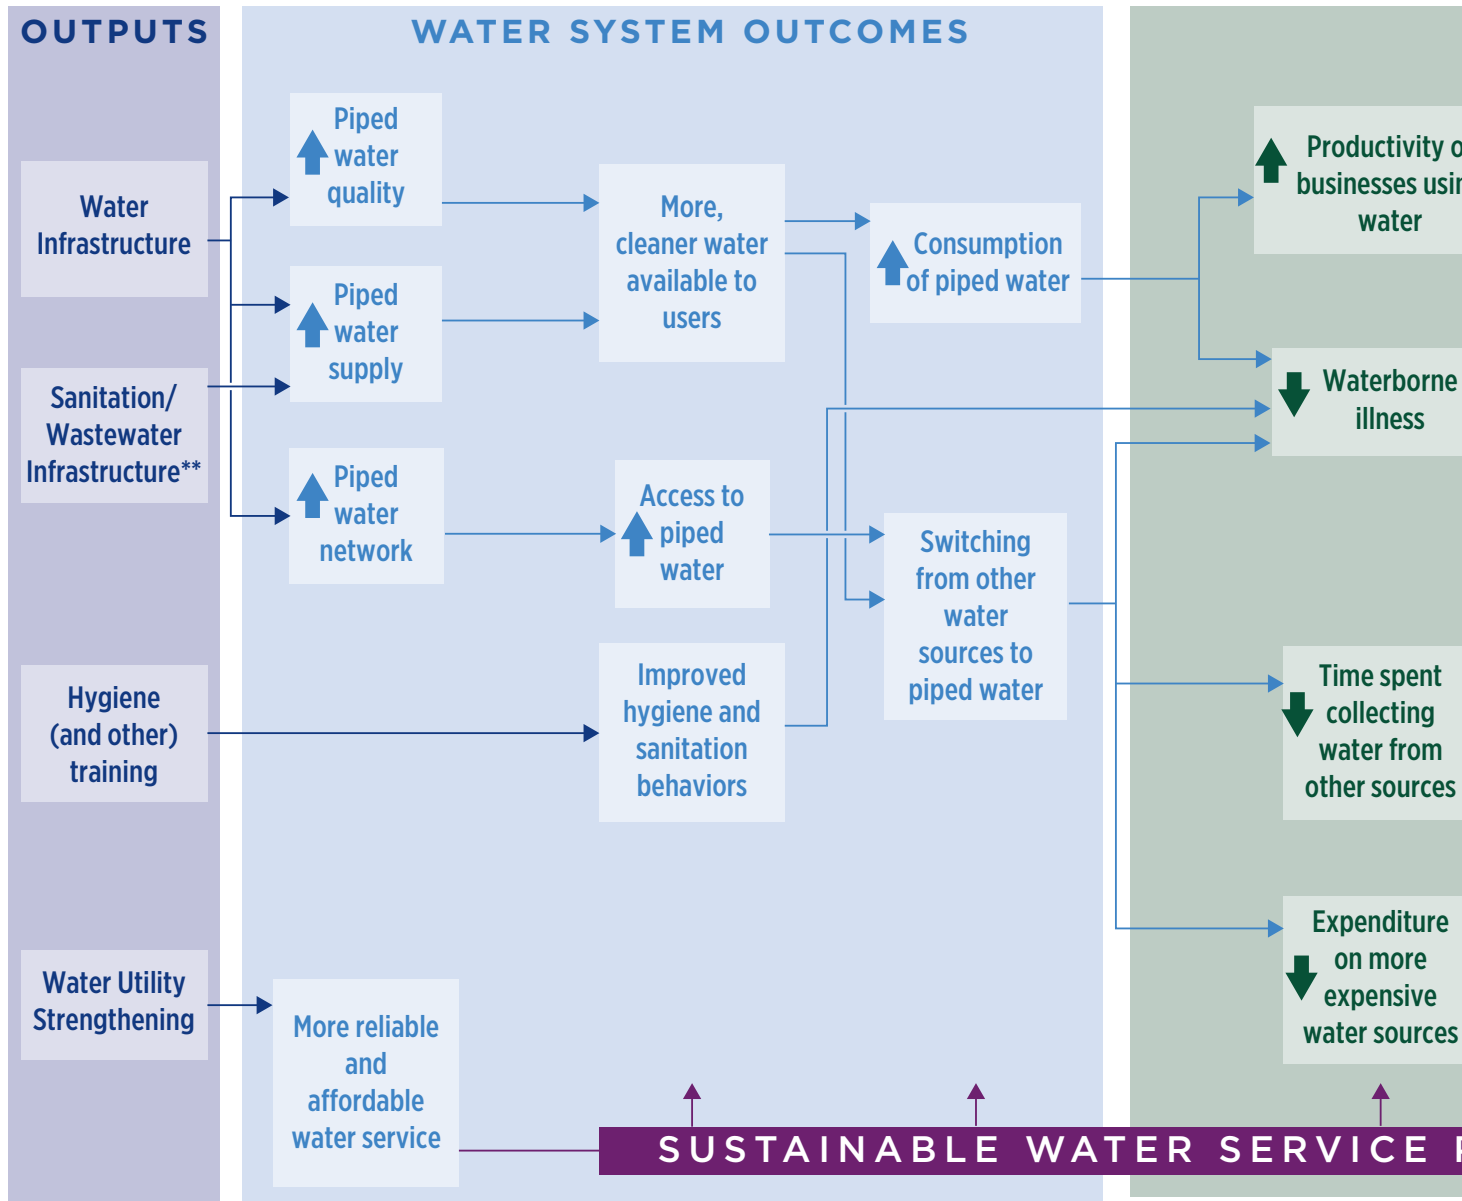 OUTPUTS
WATER SYSTEM OUTCOMES
Water
Infrastructure
Sanitation/
Wastewater
Infrastructure**
Hygiene
(and other)
training
Water Utility
Strengthening
Piped
water
quality
Piped
water
supply
Piped
water
network
More reliable
and
affordable
water service
More,
cleaner water
available to
users
Access to
piped
water
Improved
hygiene and
sanitation
behaviors
Consumption
of piped water
Switching
from other
water
sources to
piped water
Productivity
businesses
water
Waterborne
illness
Time spent
collecting
water from
other sources
Expenditure
on more
expensive
water sources
SUSTAINABLE WATER SERVICE